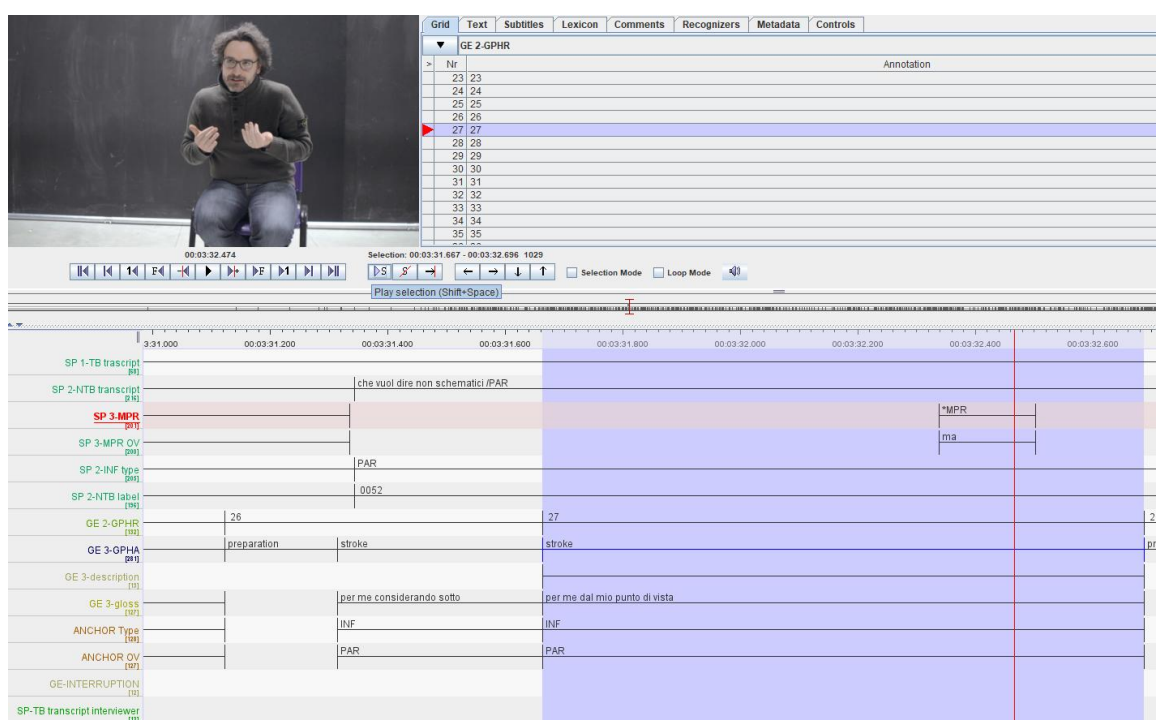 Grid Text Subtitles Lexicon Comments Recognizers Metadata Controls
▼ GE 2-GPHR
> Nr Annotation
23 23
24 24
25 25
26 26
27 27
28 28
29 29
30 30
31 31
32 32
33 33
34 34
35 35
00:03:32.474 Selection: 00:03:31.667 - 00:03:32.696 1029
1 F F 1 S S Selection Mode Loop Mode
Play selection (Shift+Space)
3:31.000 00:03:31.200 00:03:31.400 00:03:31.600 00:03:31.800 00:03:32.000 00:03:32.200 00:03:32.400 00:03:32.600
SP 1-TB trascript
SP 2-NTB transcript che vuol dire non schematici /PAR
SP 3-MPR *MPR
SP 3-MPR OV ma
SP 2-INF type PAR
SP 2-NTB label 0052
GE 2-GPHR 26 27 2
GE 3-GPHA preparation stroke stroke pr
GE 3-description
GE 3-gloss per me considerando sotto per me dal mio punto di vista
ANCHOR Type INF INF
ANCHOR OV PAR PAR
GE-INTERRUPTION
SP-TB transcript interviewer